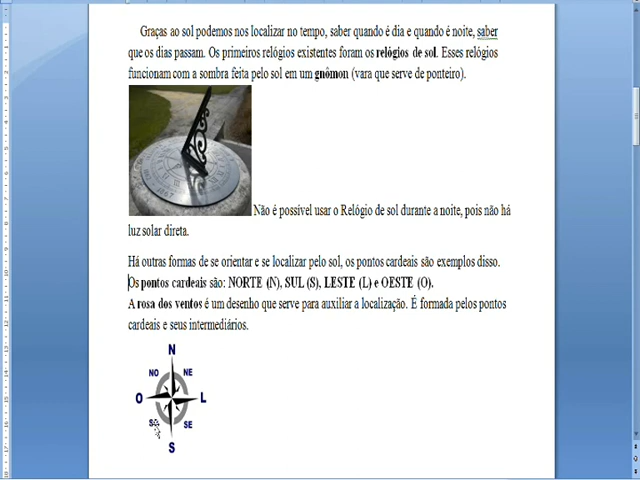 Graças ao sol podemos nos localizar no tempo, saber quando é dia e quando é noite, saber
que os dias passam. Os primeiros relógios existentes foram os relógios de sol. Esses relógios
funcionam com a sombra feita pelo sol em um gnômon (vara que serve de ponteiro).
Não é possível usar o Relógio de sol durante a noite, pois não há
luz solar direta.
Há outras formas de se orientar e se localizar pelo sol, os pontos cardeais são exemplos disso.
Os pontos cardeais são: NORTE (N), SUL (S), LESTE (L) e OESTE (O).
A rosa dos ventos é um desenho que serve para auxiliar a localização. É formada pelos pontos
cardeais e seus intermediários.
N
NO NE
O L
SE
S